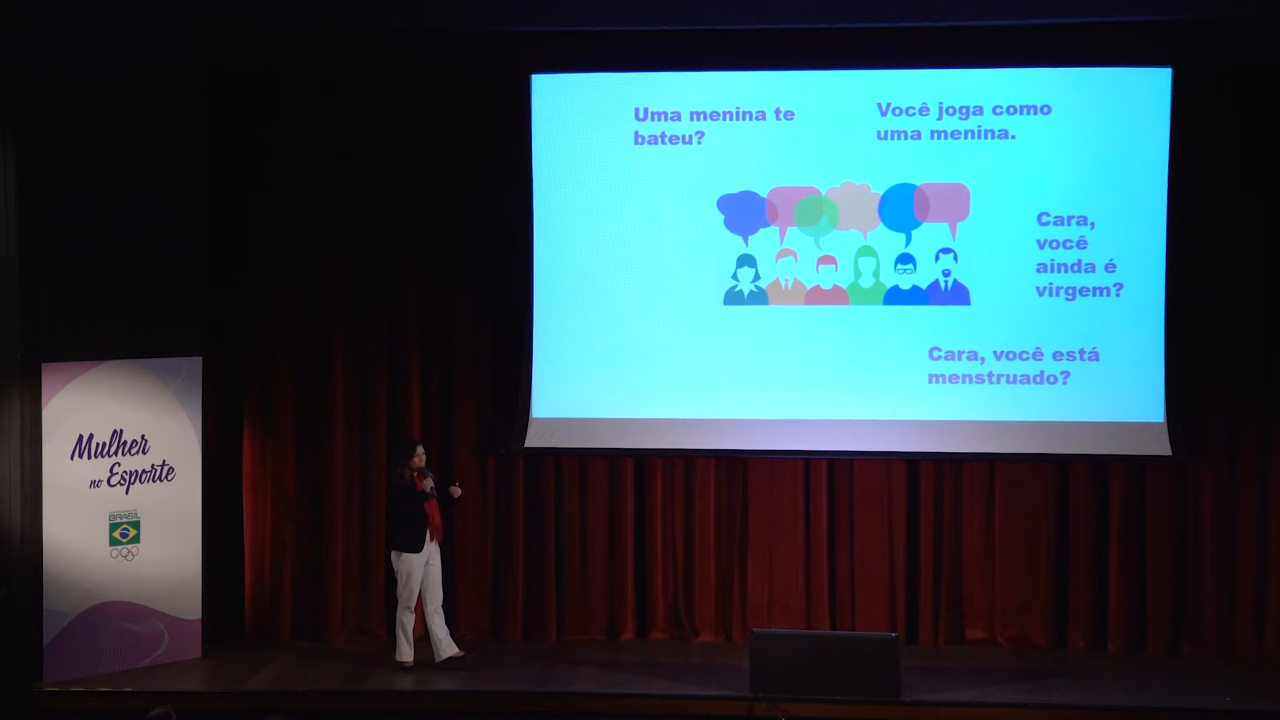 Uma menina te
bateu?
Você joga como
uma menina.
Cara,
você
ainda é
virgem?
Cara, você está
menstruado?
Mulher
no Esporte
BRASIL